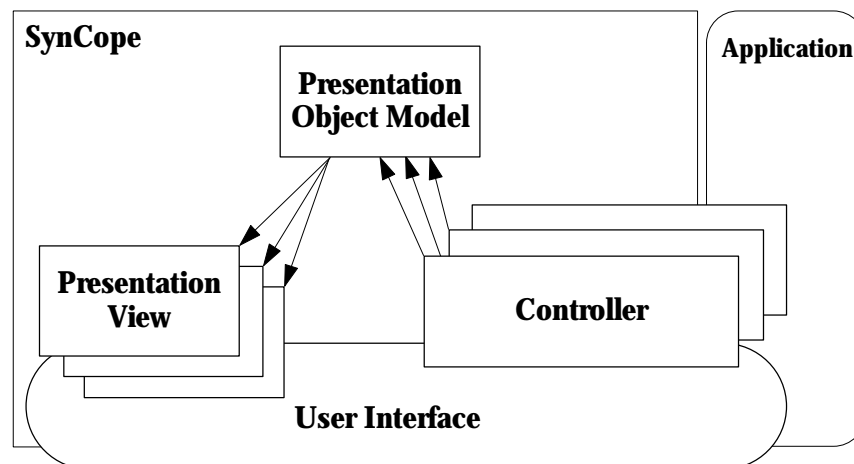 SynCope
Application
Presentation
Object Model
Presentation
View
Controller
User Interface